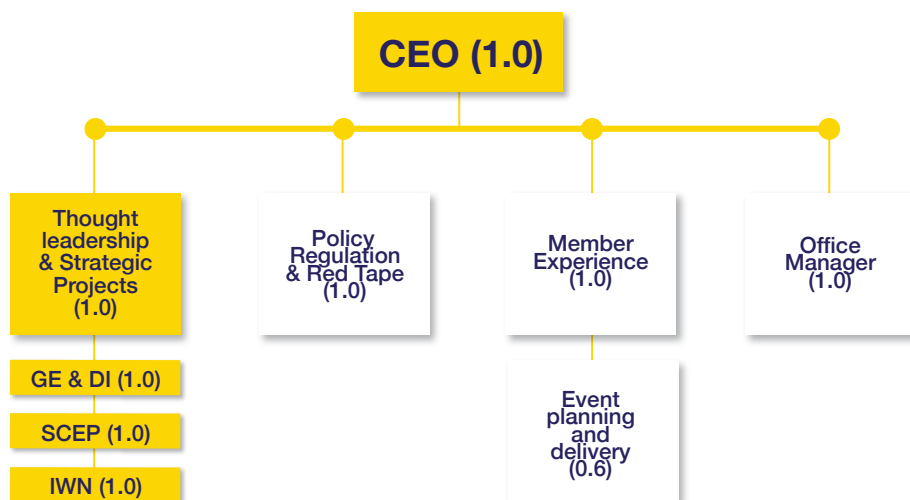 CEO (1.0)
Thought
leadership
& Strategic
Projects
(1.0)
Policy
Regulation
& Red Tape
(1.0)
Member
Experience
(1.0)
Office
Manager
(1.0)
GE & DI (1.0)
SCEP (1.0)
IWN (1.0)
Event
planning
and
delivery
(0.6)